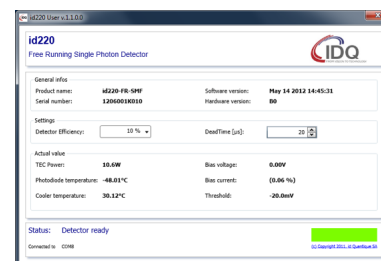 id220 User v.1.1.0.0
id220
Free Running Single Photon Detector
IDQ
General infos
Product name: id220-FR-SMF Software version: May 14 2012 14:45:31
Serial number: 1206001K010 Hardware version: B0
Settings
Detector Efficiency: 10 % DeadTime [µs]: 20
Actual value
TEC Power: 10.6W Bias voltage: 0.00V
Photodiode temperature: -48.01°C Bias current: (0.06 %)
Cooler temperature: 30.12°C Threshold: -20.0mV
Status: Detector ready
Connected to COM8 (c) Copyright 2011, id Quantique SA